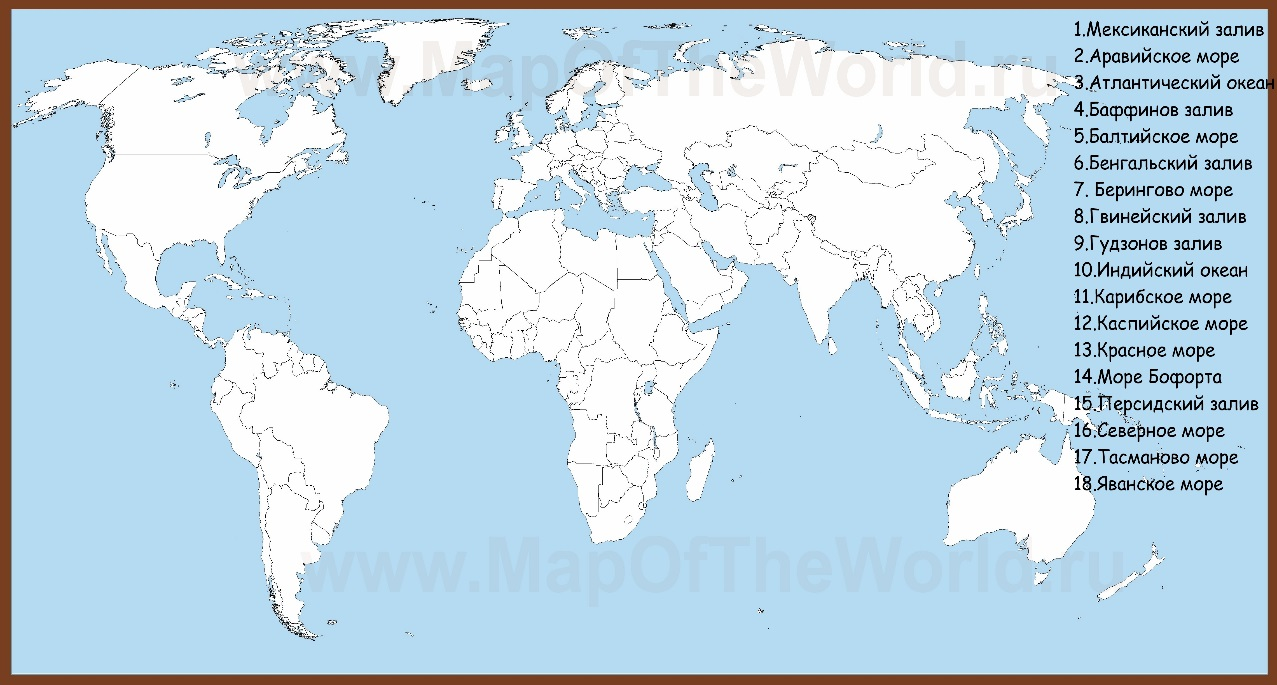 www.MapOfTheWorld.ru
1.Мексиканский залив
2.Аравийское море
3.Атлантический океан
4.Баффинов залив
5.Балтийское море
6.Бенгальский залив
7. Берингово море
8.Гвинейский залив
9.Гудзонов залив
10.Индийский океан
11.Карибское море
12.Каспийское море
13.Красное море
14.Море Бофорта
15.Персидский залив
16.Северное море
17.Тасманово море
18.Яванское море
www.MapOfTheWorld.ru